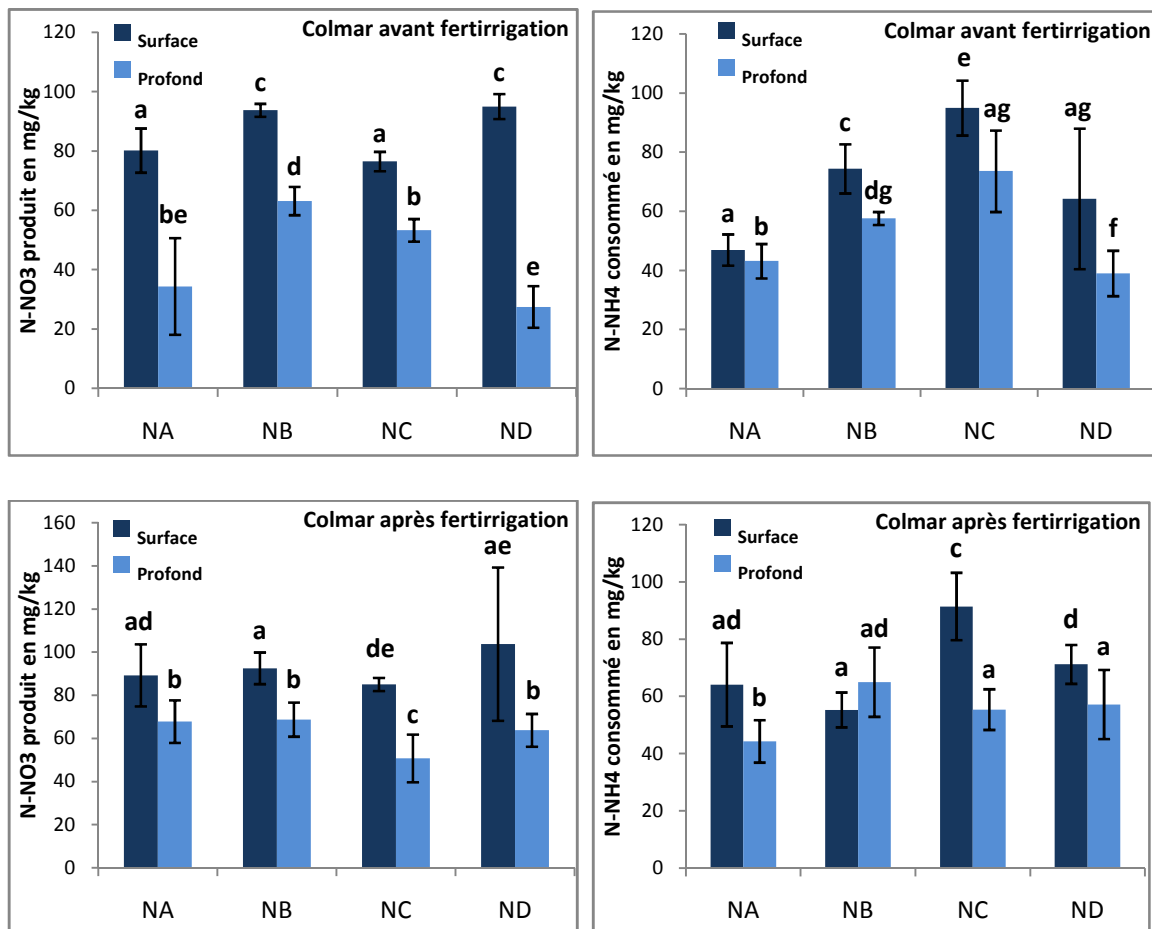 Colmar avant fertirrigation
Surface
Profond
N-NO3 produit en mg/kg
120
100
80
60
40
20
0
a
be
c
d
a
b
c
e
NA
NB
NC
ND
Colmar avant fertirrigation
Surface
Profond
N-NH4 consommé en mg/kg
120
100
80
60
40
20
0
a
b
c
dg
e
ag
ag
f
NA
NB
NC
ND
Colmar après fertirrigation
Surface
Profond
N-NO3 produit en mg/kg
160
140
120
100
80
60
40
20
0
ad
b
a
b
de
c
ae
b
NA
NB
NC
ND
Colmar après fertirrigation
Surface
Profond
N-NH4 consommé en mg/kg
120
100
80
60
40
20
0
ad
b
a
ad
c
a
d
a
NA
NB
NC
ND